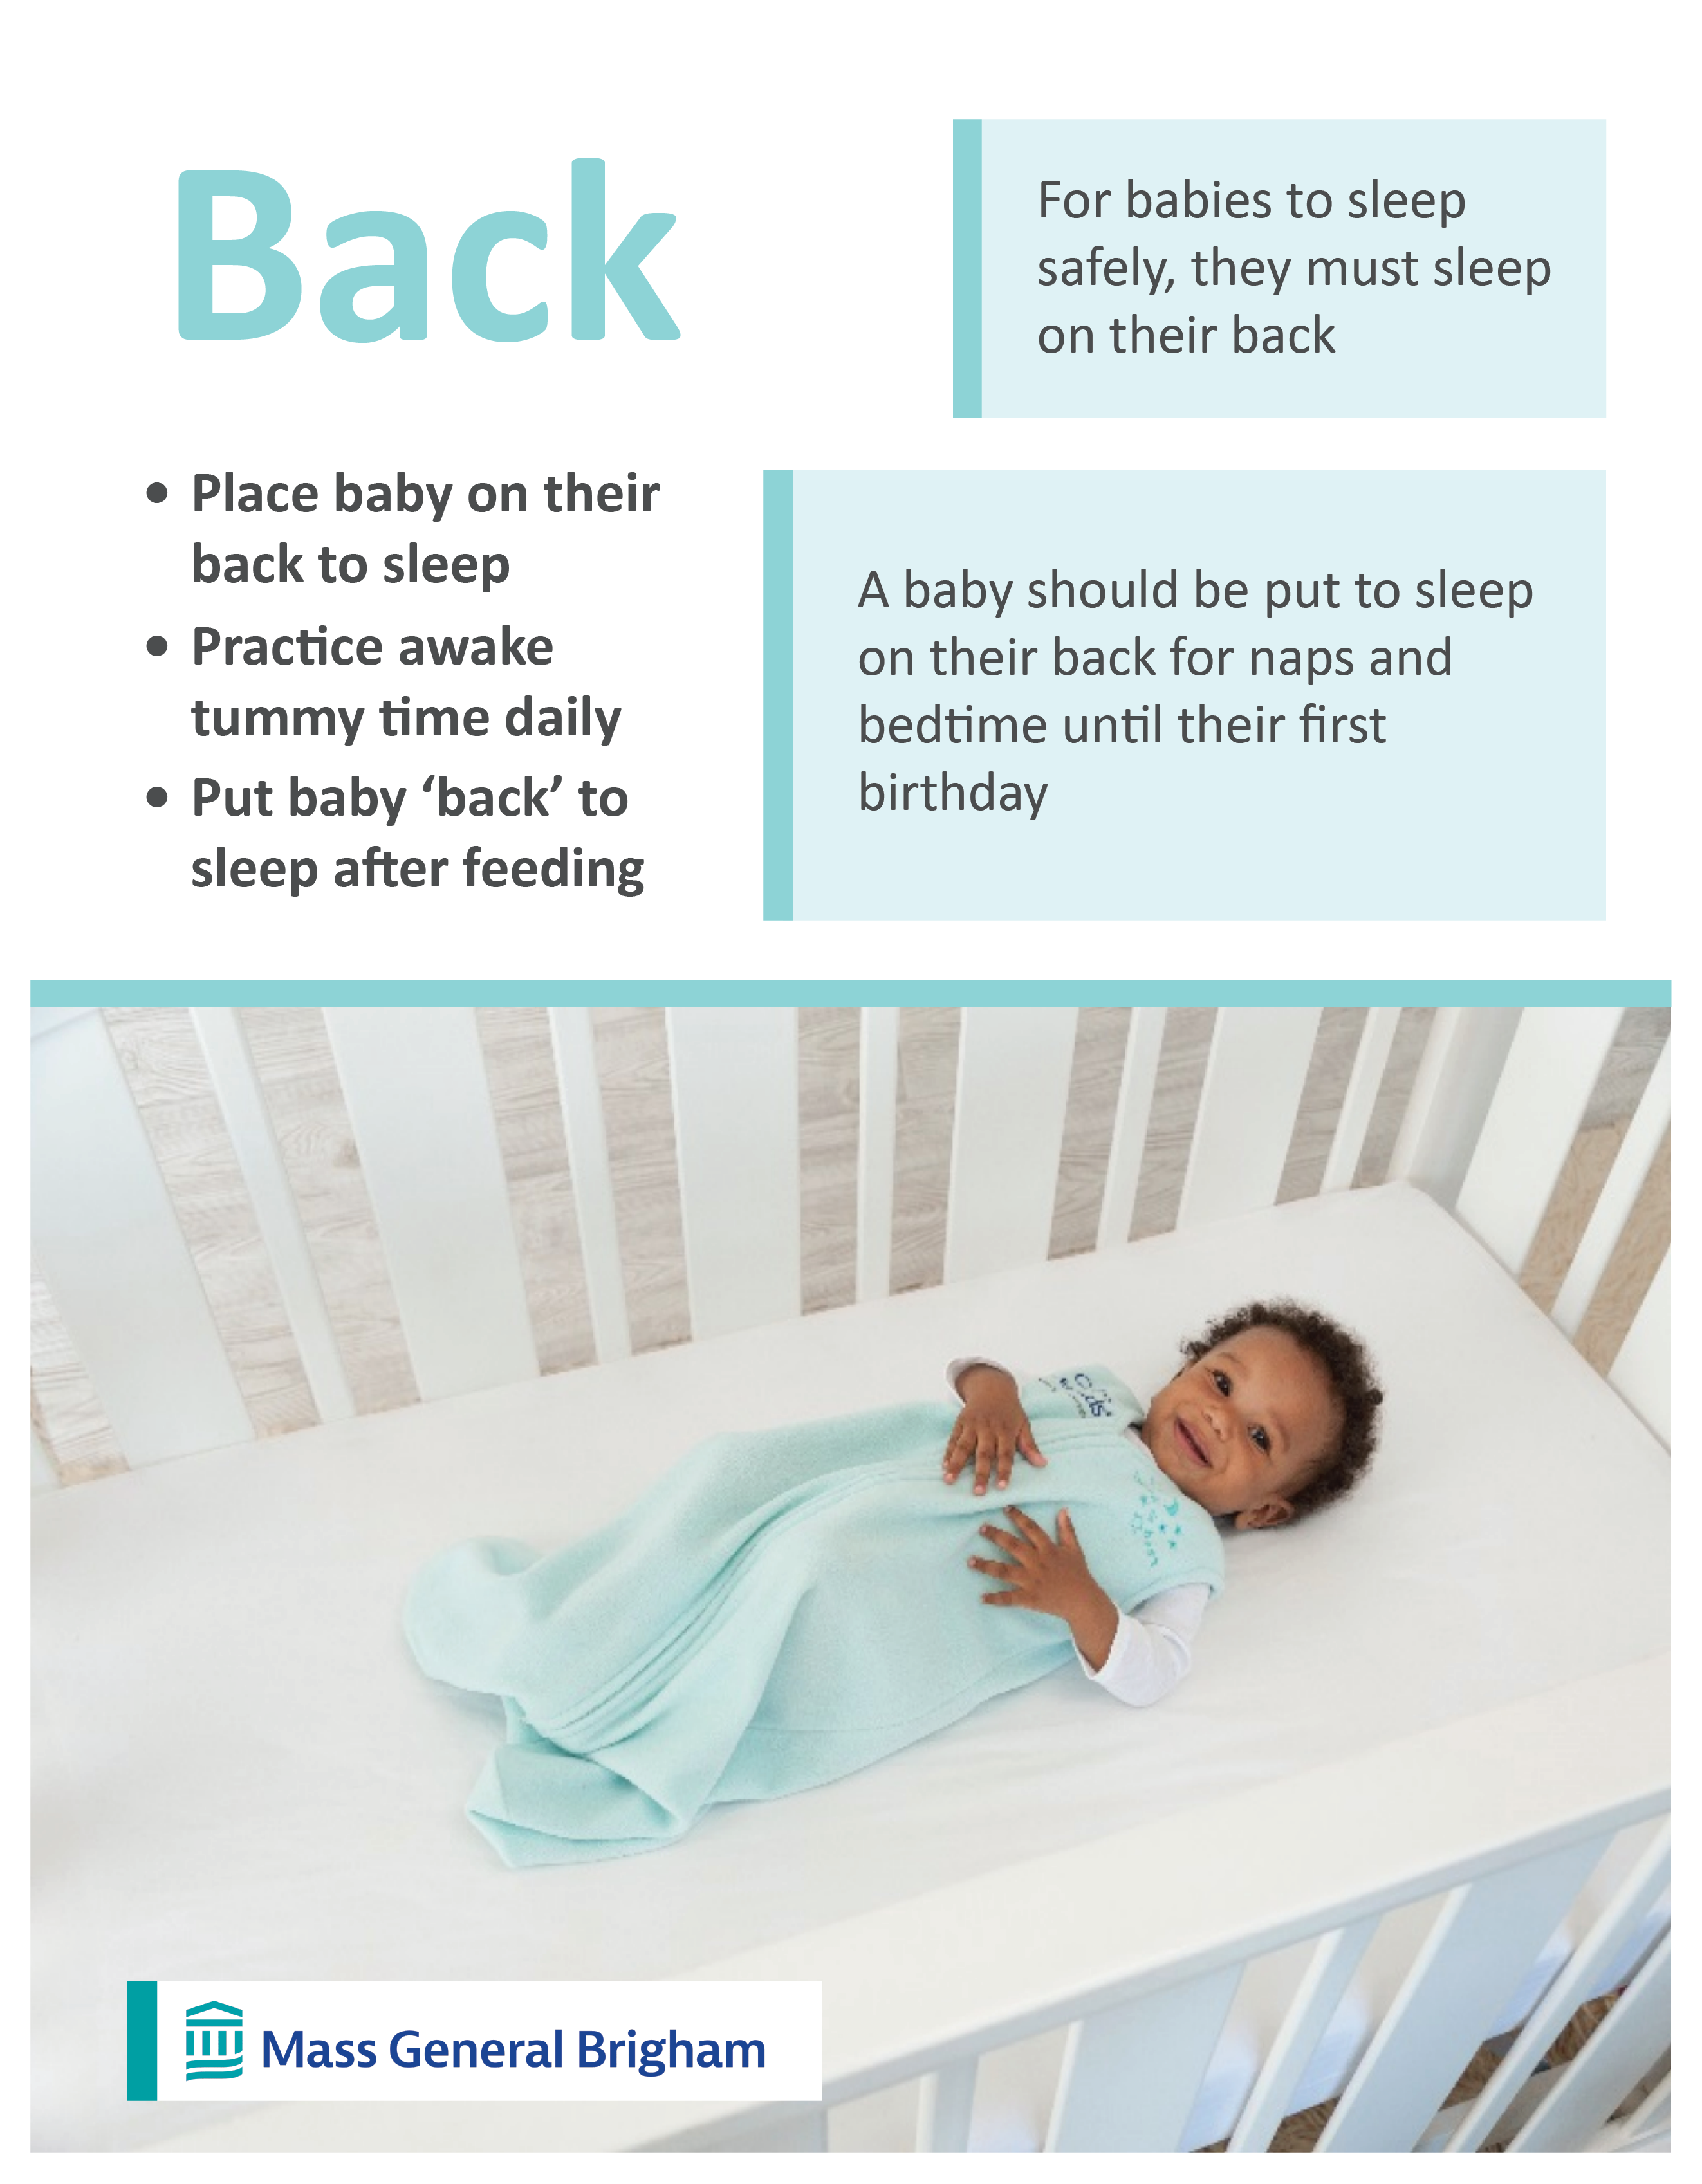 Back
For babies to sleep
safely, they must sleep
on their back
• Place baby on their
back to sleep
• Practice awake
tummy time daily
• Put baby ‘back’ to
sleep after feeding
A baby should be put to sleep
on their back for naps and
bedtime until their first
birthday
Mass General Brigham